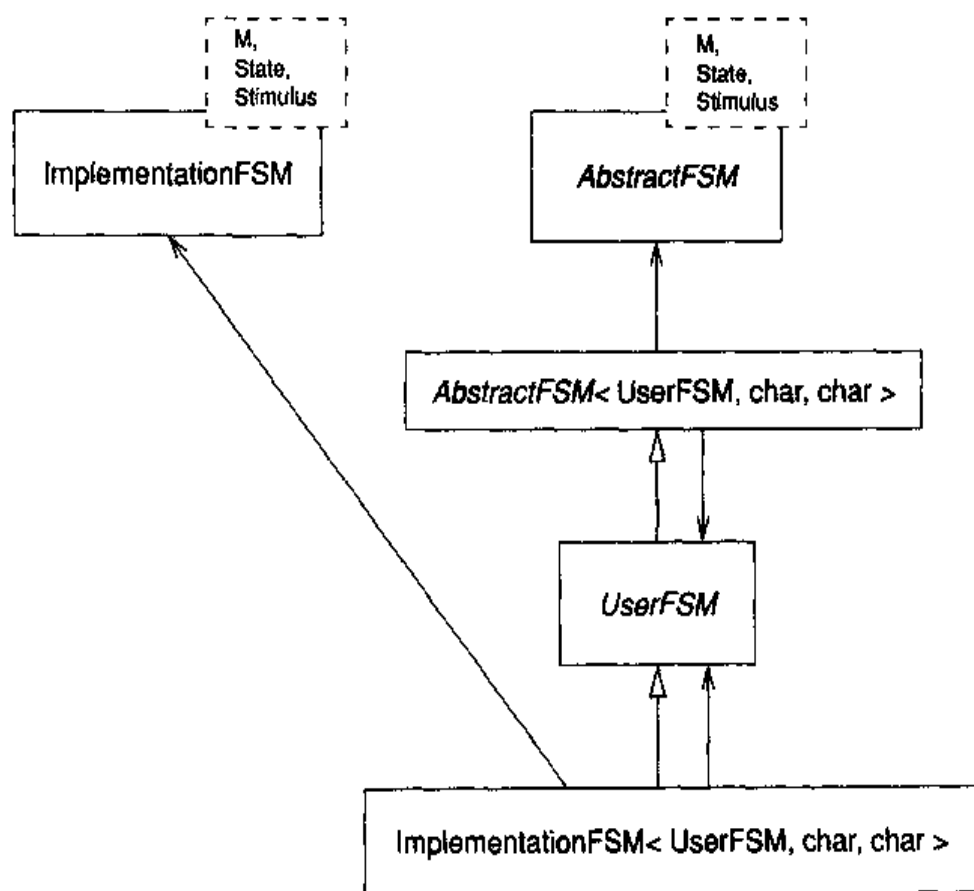 M,
State,
Stimulus
ImplementationFSM
M,
State,
Stimulus
AbstractFSM
AbstractFSM< UserFSM, char, char >
UserFSM
ImplementationFSM< UserFSM, char, char >